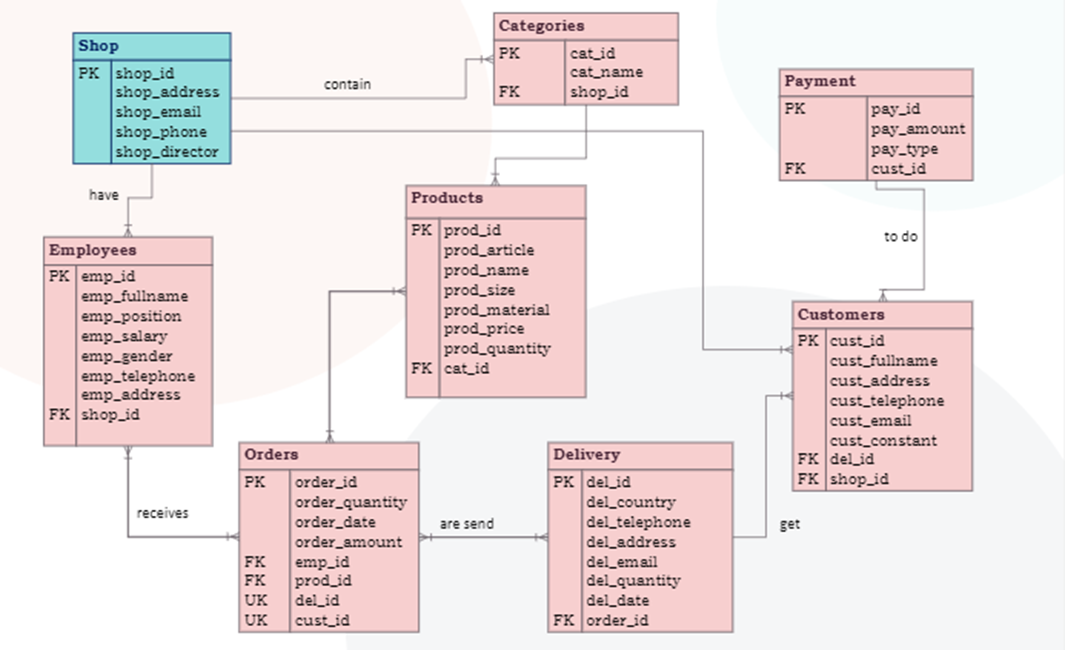 Shop
PK shop_id
shop_address
shop_email
shop_phone
shop_director
contain
Categories
PK cat_id
cat_name
FK shop_id
Payment
PK pay_id
pay_amount
pay_type
FK cust_id
have
to do
Products
PK prod_id
prod_article
prod_name
prod_size
prod_material
prod_price
prod_quantity
FK cat_id
Employees
PK emp_id
emp_fullname
emp_position
emp_salary
emp_gender
emp_telephone
emp_address
FK shop_id
Customers
PK cust_id
cust_fullname
cust_address
cust_telephone
cust_email
cust_constant
FK del_id
FK shop_id
receives
Orders
PK order_id
order_quantity
order_date
order_amount
FK emp_id
FK prod_id
UK del_id
UK cust_id
are send
Delivery
PK del_id
del_country
del_telephone
del_address
del_email
del_quantity
del_date
FK order_id
get